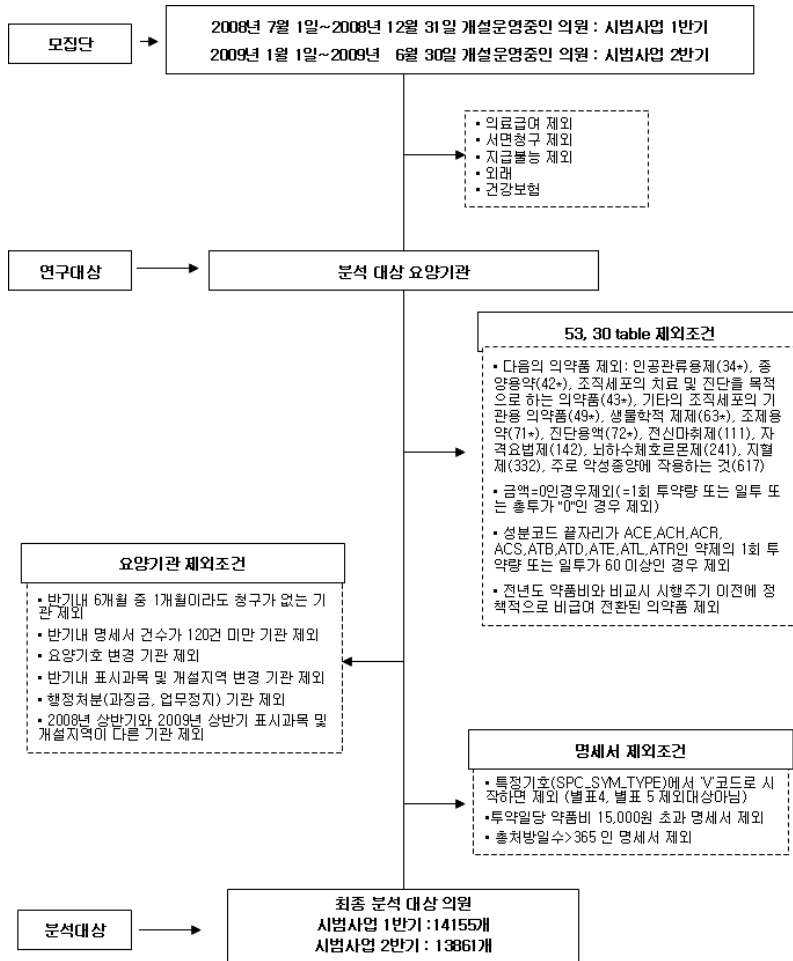 모집단
2008년 7월 1일~2008년 12월 31일 개설운영중인 의원 : 시범사업 1반기
2009년 1월 1일~2009년 6월 30일 개설운영중인 의원 : 시범사업 2반기
▪ 의료급여 제외
▪ 서면청구 제외
▪ 지급불능 제외
▪ 외래
▪ 건강보험
연구대상
분석 대상 요양기관
53, 30 table 제외조건
▪ 다음의 의약품 제외: 인공관류용제(34*), 종
양용약(42*), 조직세포의 치료 및 진단을 목적
으로 하는 의약품(43*), 기타의 조직세포의 기
관용 의약품(49*), 생물학적 제제(63*), 조제용
약(71*), 진단용액(72*), 전신마취제(111), 자
격요법제(142), 뇌하수체호르몬제(241), 지혈
제(332), 주로 악성종양에 작용하는 것(617)
▪ 금액=0인경우제외(=1회 투약량 또는 일투 또
는 총투가 "0"인 경우 제외)
▪ 성분코드 끝자리가 ACE,ACH,ACR,
ACS,ATB,ATD,ATE,ATL,ATR인 약제의 1회 투
약량 또는 일투가 60 이상인 경우 제외
▪ 전년도 약품비와 비교시 시행주기 이전에 정
책적으로 비급여 전환된 의약품 제외
요양기관 제외조건
▪ 반기내 6개월 중 1개월이라도 청구가 없는 기
관 제외
▪ 반기내 명세서 건수가 120건 미만 기관 제외
▪ 요양기호 변경 기관 제외
▪ 반기내 표시과목 및 개설지역 변경 기관 제외
▪ 행정처분(과징금, 업무정지) 기관 제외
▪ 2008년 상반기와 2009년 상반기 표시과목 및
개설지역이 다른 기관 제외
명세서 제외조건
▪ 특정기호(SPC_SYM_TYPE)에서 'V'코드로 시
작하면 제외 (별표4, 별표 5 제외대상아님)
▪투약일당 약품비 15,000원 초과 명세서 제외
▪ 총처방일수>365 인 명세서 제외
분석대상
최종 분석 대상 의원
시범사업 1반기 :14155개
시범사업 2반기 : 13861개